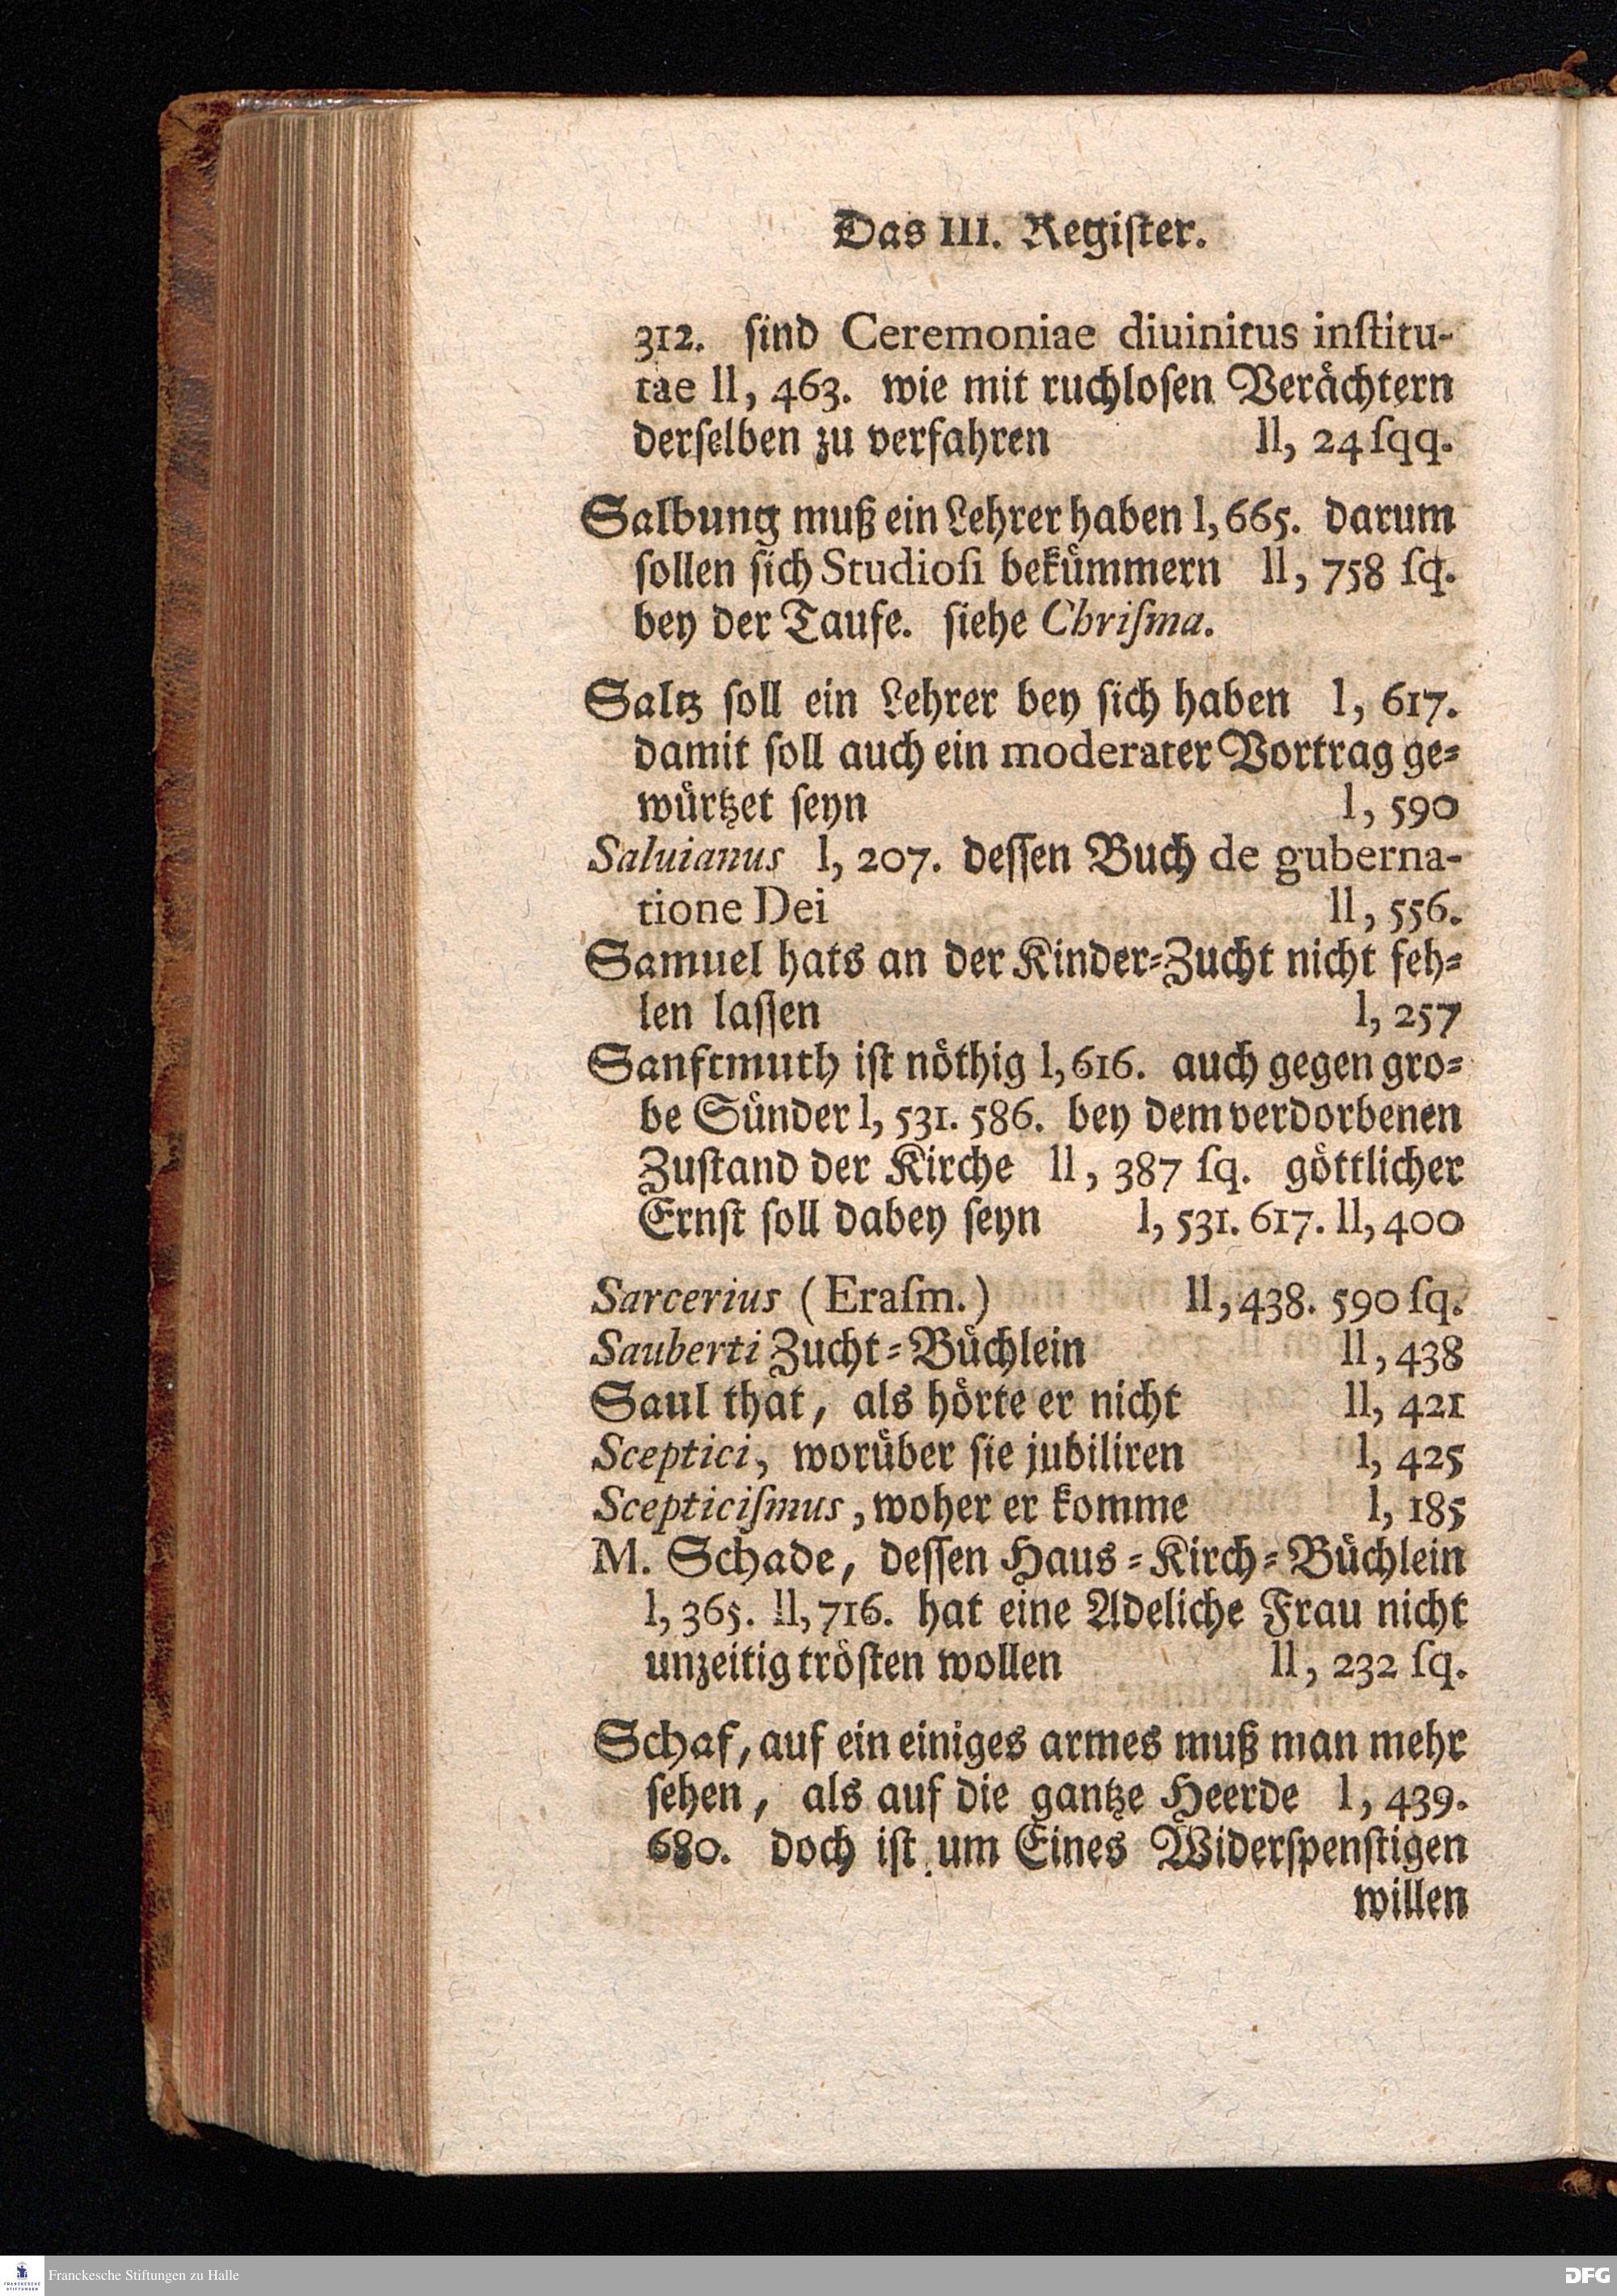 Das III. Regiſter.
312. ſind Ceremoniae diuinitus inſtitu-
tae II, 463. wie mit ruchloſen Verächtern
derſelben zu verfahren II, 24 ſqq.
Salbung muß ein Lehrer haben I, 665. darum
ſollen ſich Studioſi bekümmern II, 758 ſq.
bey der Taufe. ſiehe Chriſma.
Saltz ſoll ein Lehrer bey ſich haben I, 617.
damit ſoll auch ein moderater Vortrag ge-
würtzet ſeyn I, 590
Saluianus I, 207. deſſen Buch de guberna-
tione Dei II, 556.
Samuel hats an der Kinder-Zucht nicht feh-
len laſſen I, 257
Sanftmuth iſt nöthig I, 616. auch gegen gro-
be Sünder I, 531. 586. bey dem verdorbenen
Zuſtand der Kirche II, 387 ſq. göttlicher
Ernſt ſoll dabey ſeyn I, 531. 617. II, 400
Sarcerius (Eraſm.) II, 438. 590 ſq.
Sauberti Zucht-Büchlein II, 438
Saul that, als hörte er nicht II, 421
Sceptici, worüber ſie jubiliren I, 425
Scepticiſmus, woher er komme I, 185
M. Schade, deſſen Haus-Kirch-Büchlein
I, 365. II, 716. hat eine Adeliche Frau nicht
unzeitig tröſten wollen II, 232 ſq.
Schaf, auf ein einiges armes muß man mehr
ſehen, als auf die gantze Heerde I, 439.
680. doch iſt um Eines Widerſpenſtigen
willen
Franckesche Stiftungen zu Halle
FRANCKESCHE STIFTUNGEN
DFG